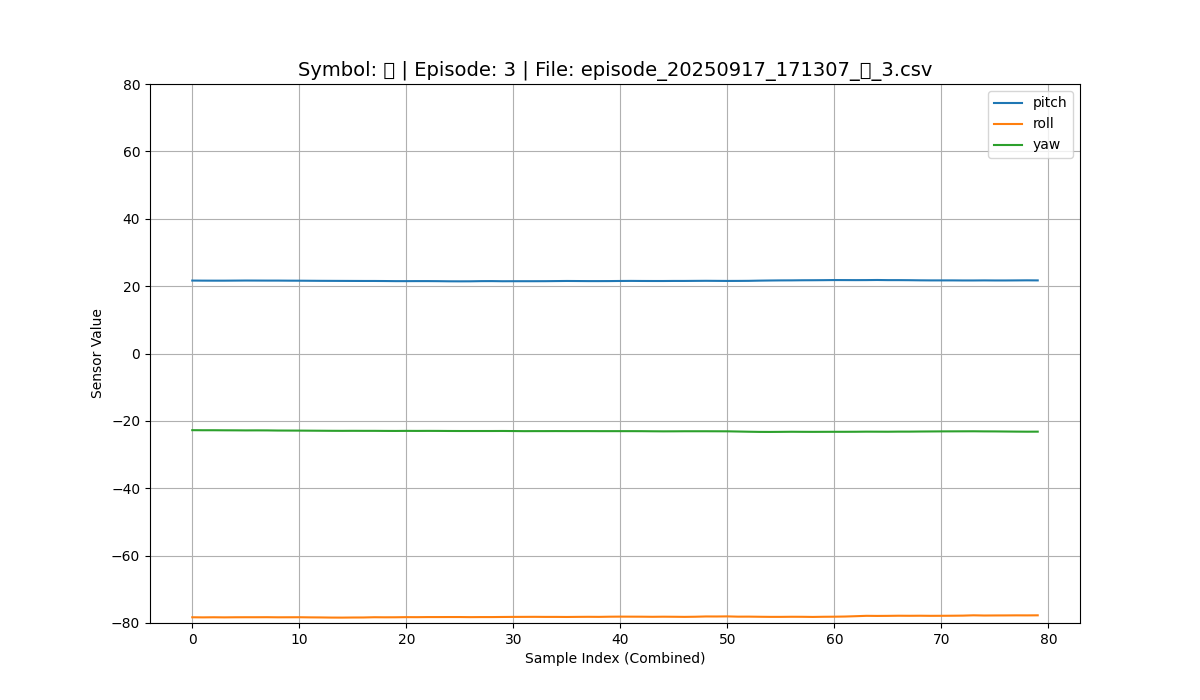 Symbol: | Episode: 3 | File: episode_20250917_171307_ _3.csv
80
60
40
20
0
−20
−40
−60
−80
Sensor Value
pitch
roll
yaw
0 10 20 30 40 50 60 70 80
Sample Index (Combined)